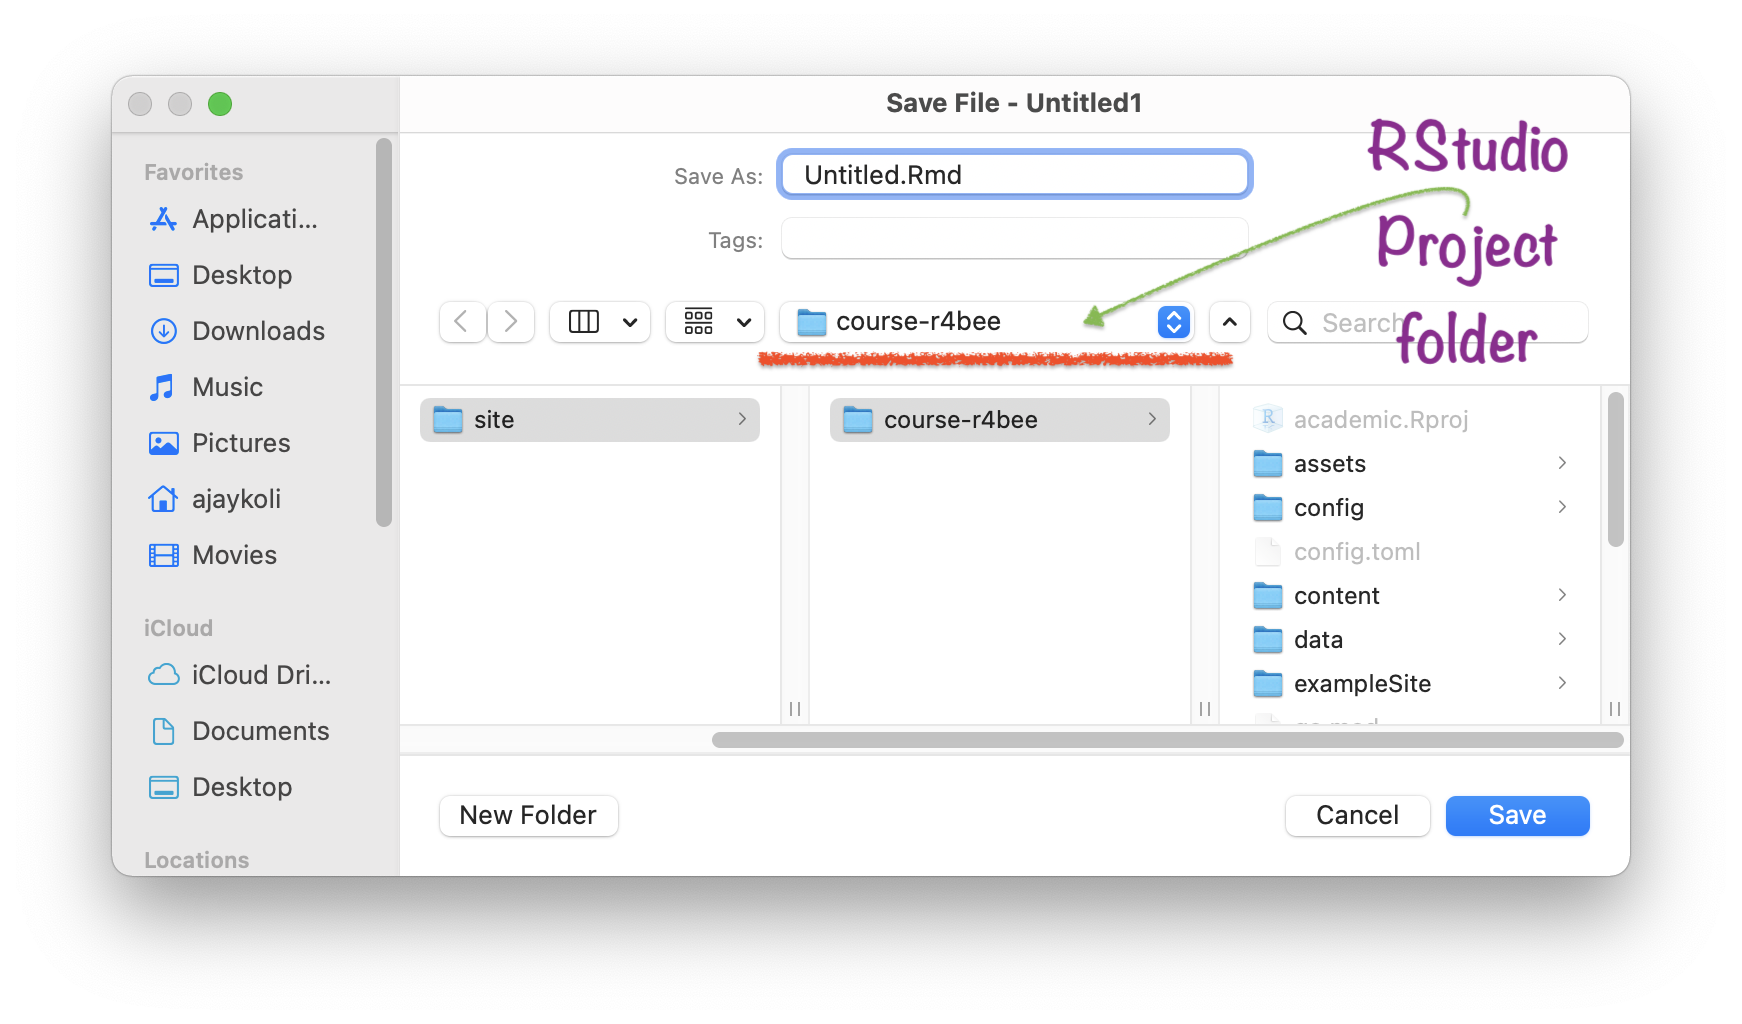 Save File - Untitled1
Save As: Untitled.Rmd
Tags:
RStudio
Project
folder
course-r4bee
Search
Favorites
Applicati...
Desktop
Downloads
Music
Pictures
ajaykoli
Movies
iCloud
iCloud Dri...
Documents
Desktop
Locations
site
course-r4bee
academic.Rproj
assets
config
config.toml
content
data
exampleSite
New Folder
Cancel
Save